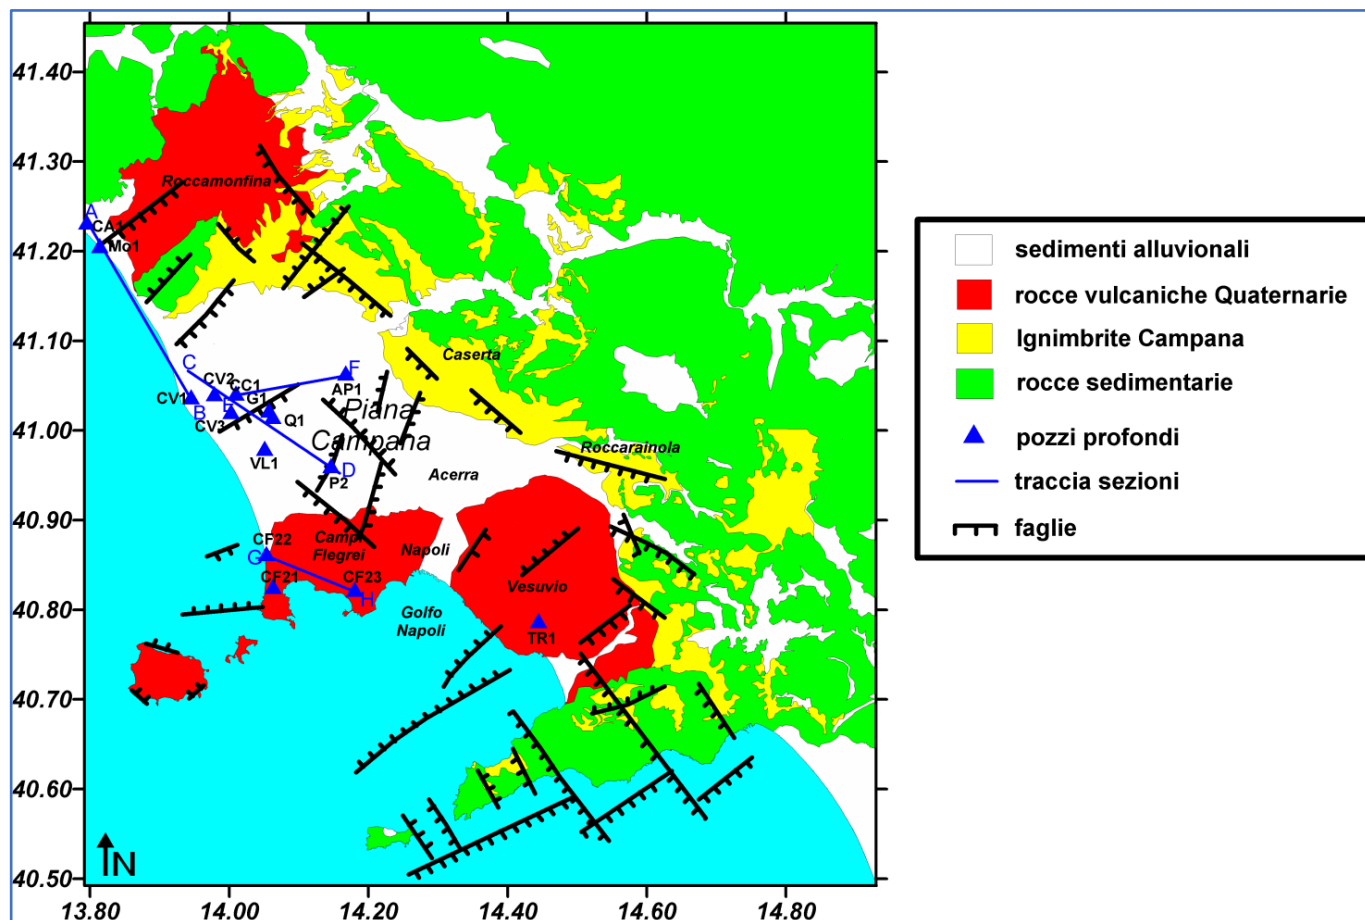 41.40
41.30
41.20
41.10
41.00
40.90
40.80
40.70
40.60
40.50
13.80
14.00
14.20
14.40
14.60
14.80
Roccamonfina
A
CA1
Mo1
Caserta
C
CV2
CC1
F
AP1
CV1
B
E
G1
CV3
Q1
Piana
Campana
VL1
D
P2
Acerra
Roccarainola
CF22
G
Campi
Flegrei
Napoli
CF21
CF23
H
Vesuvio
TR1
Golfo
Napoli
N
sedimenti alluvionali
rocce vulcaniche Quaternarie
Ignimbrite Campana
rocce sedimentarie
pozzi profondi
traccia sezioni
faglie